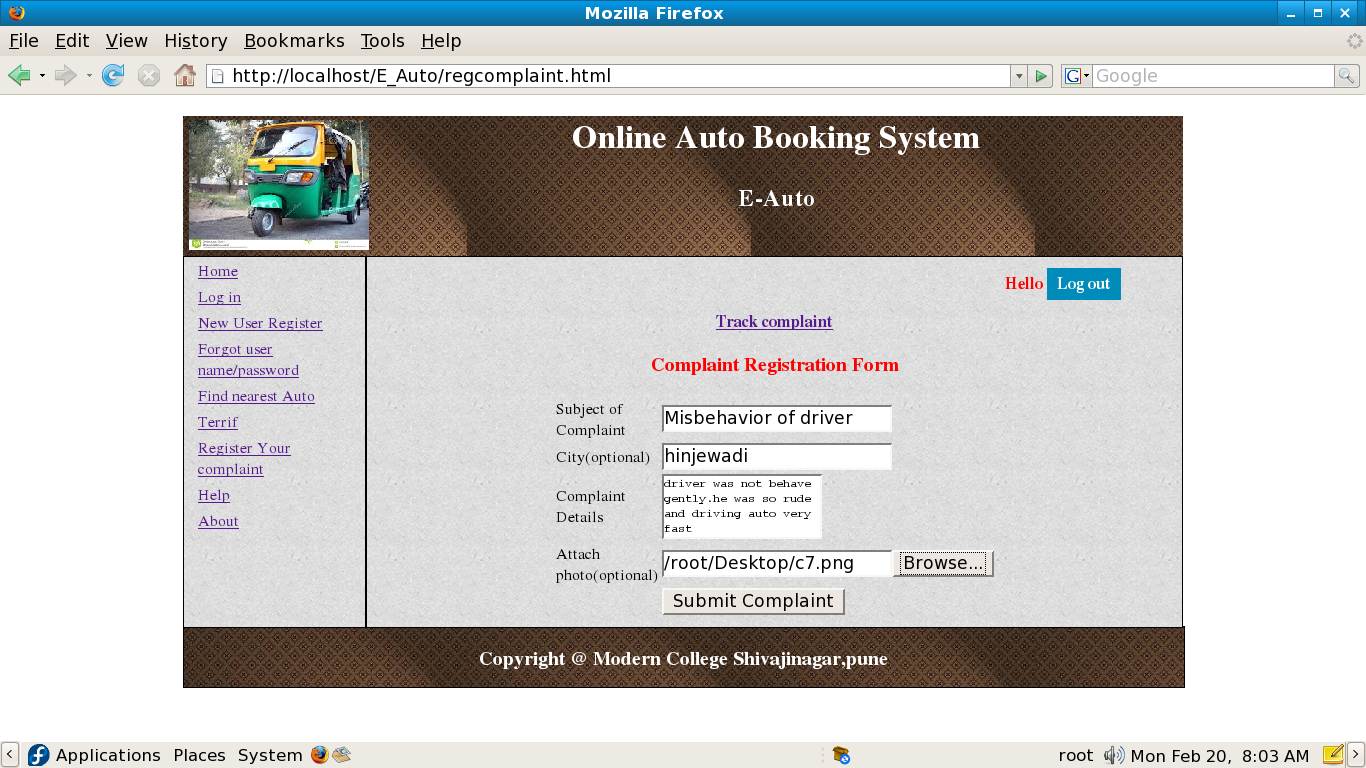 Mozilla Firefox
File Edit View History Bookmarks Tools Help
http://localhost/E_Auto/regcomplaint.html
G Google
Online Auto Booking System
E-Auto
Home
Log in
New User Register
Forgot user
name/password
Find nearest Auto
Terrif
Register Your
complaint
Help
About
Hello Log out
Track complaint
Complaint Registration Form
Subject of
Complaint
Misbehavior of driver
City(optional) hinjewadi
Complaint
Details
driver was not behave
gently.he was so rude
and driving auto very
fast
Attach
photo(optional)
/root/Desktop/c7.png Browse...
Submit Complaint
Copyright @ Modern College Shivajinagar,pune
Applications Places System root Mon Feb 20, 8:03 AM